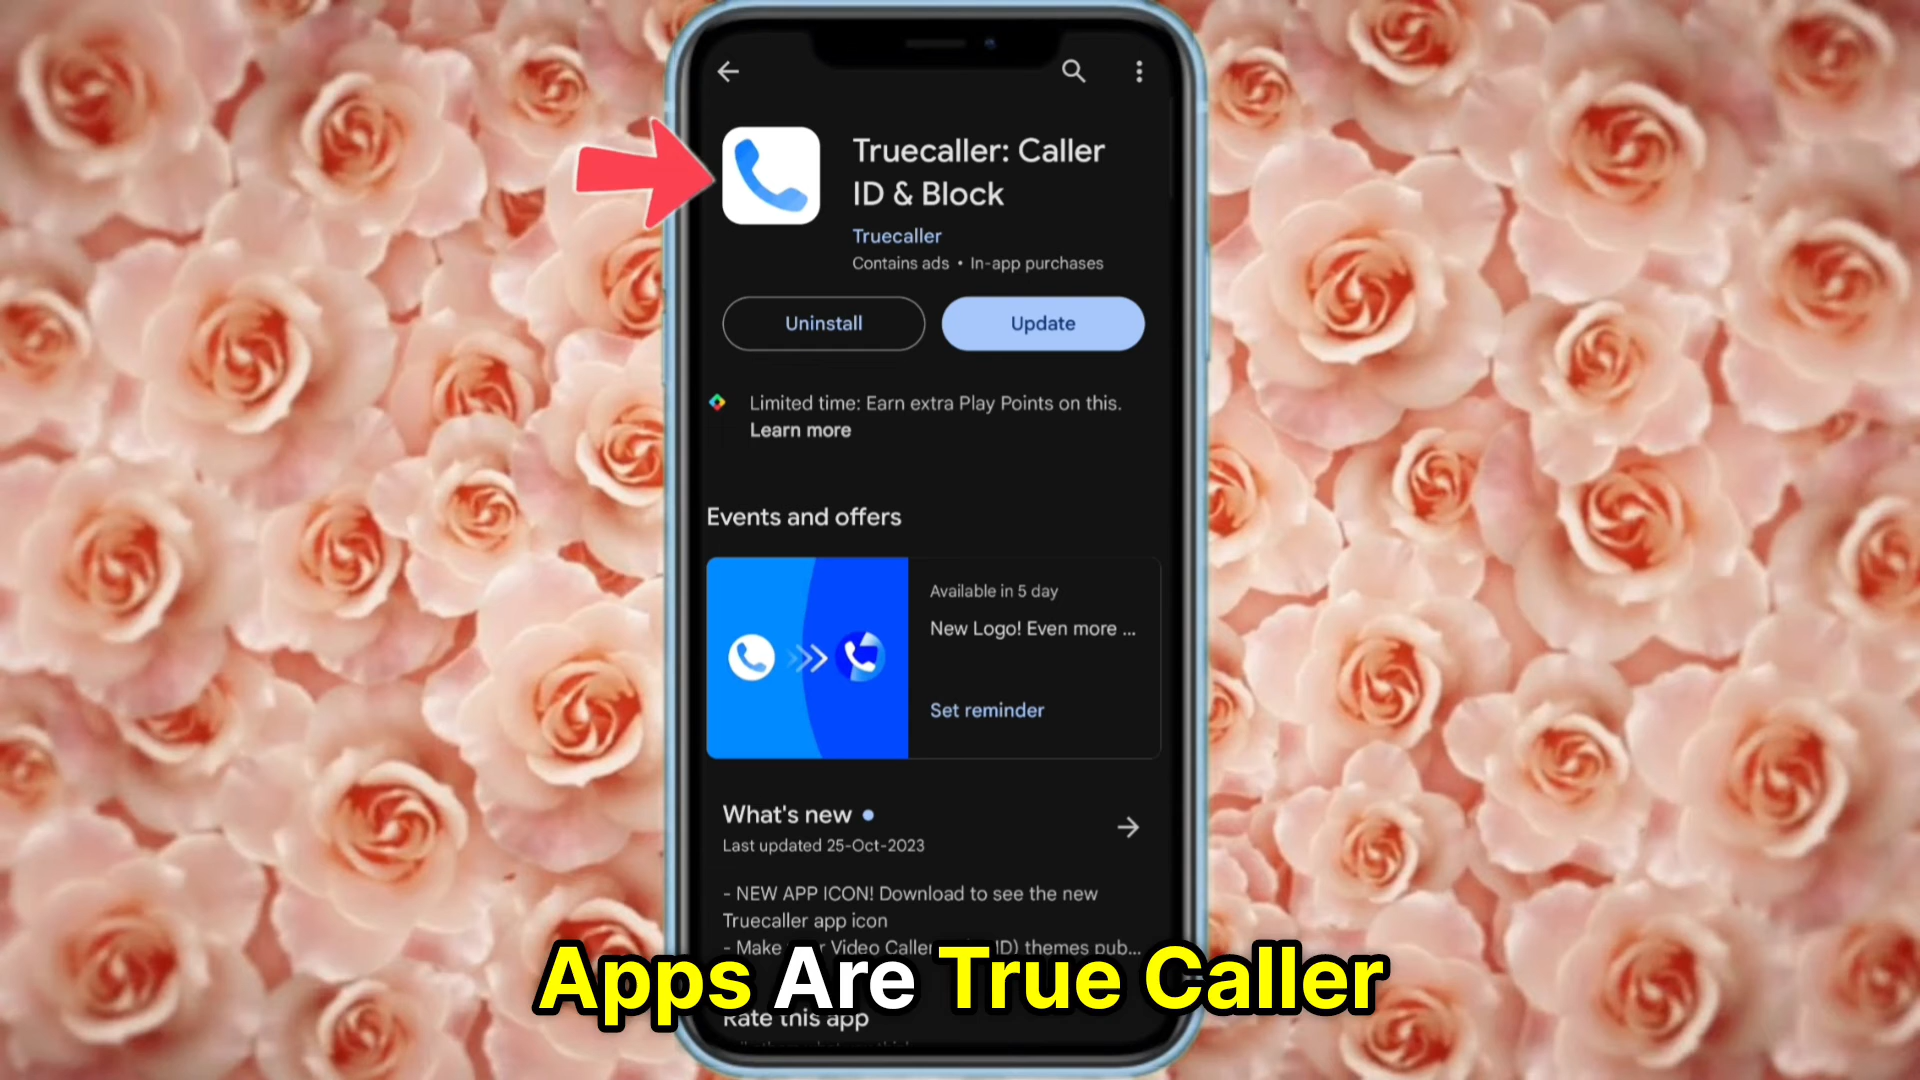 Truecaller: Caller
ID & Block
Truecaller
Contains ads • In-app purchases
Uninstall
Update
Limited time: Earn extra Play Points on this.
Learn more
Events and offers
Available in 5 day
New Logo! Even more ...
Set reminder
What's new
Last updated 25-Oct-2023
- NEW APP ICON! Download to see the new
Truecaller app icon
- Make Video Caller ID) themes pub...
Apps Are True Caller
Rate this app